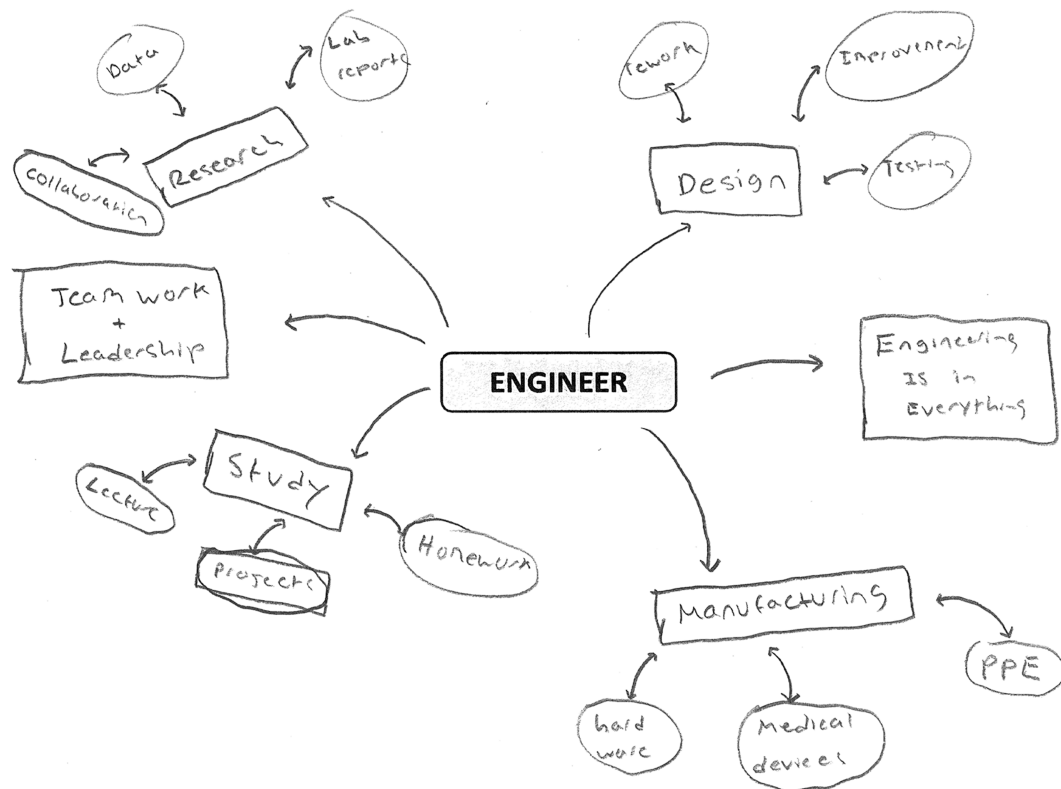 Data
Lab
reports
Research
Collaboration
Team work
+
Leadership
rework
Improvement
Design
Testing
ENGINEER
Engineering
Is in
Everything
Study
Lecture
Projects
Homework
Manufacturing
PPE
hard
ware
Medical
devices